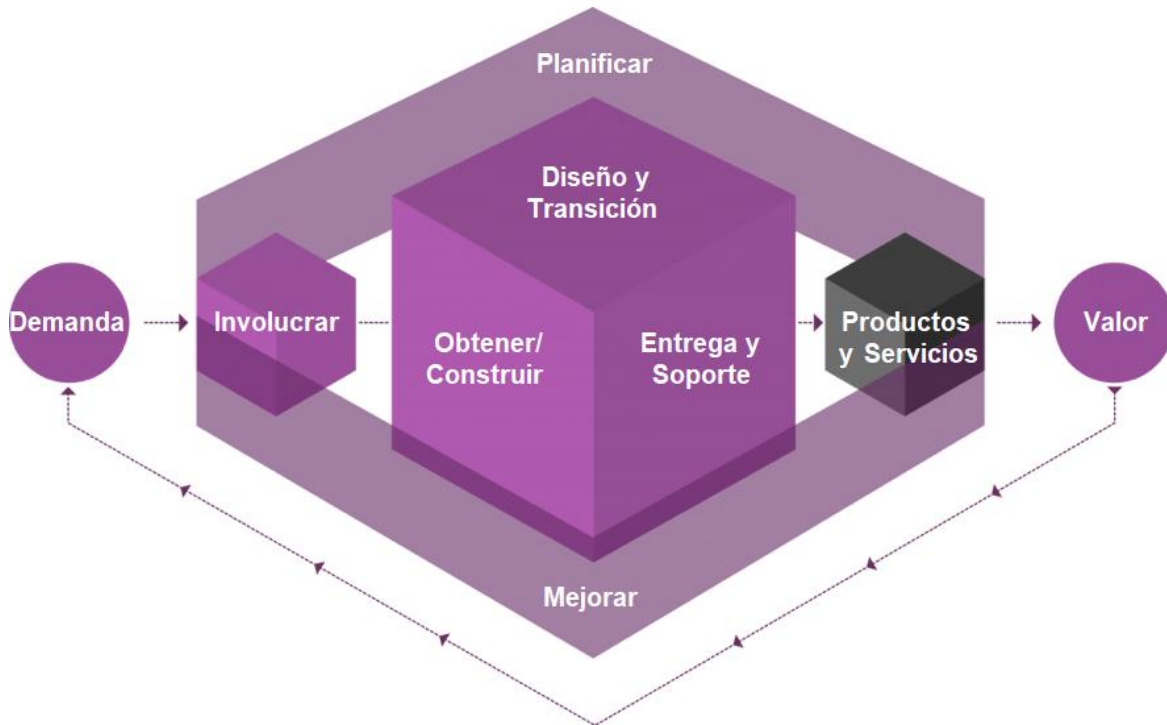 Planificar
Diseño y
Transición
Demanda
Involucrar
Obtener/
Construir
Entrega y
Soporte
Productos
y Servicios
Valor
Mejorar